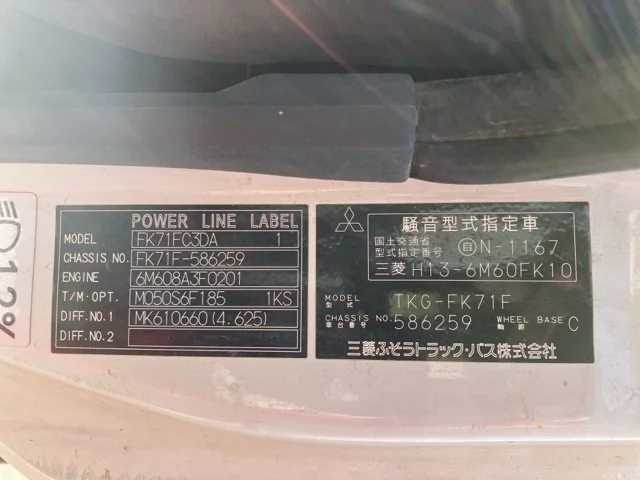 1.2%
POWER LINE LABEL
MODEL FK71FC3DA 1
CHASSIS NO. FK71F-586259
ENGINE 6M608A3F0201
T/M·OPT. M050S6F185 1KS
DIFF. NO.1 MK610660(4.625)
DIFF. NO.2
騒音型式指定車
国土交通省
型式指定番号 自N-1167
三菱 H13-6M60FK10
MODEL
型式 TKG-FK71F
CHASSIS NO. 586259 WHEEL BASE C
車台番号 軸距
三菱ふそうトラック・バス株式会社